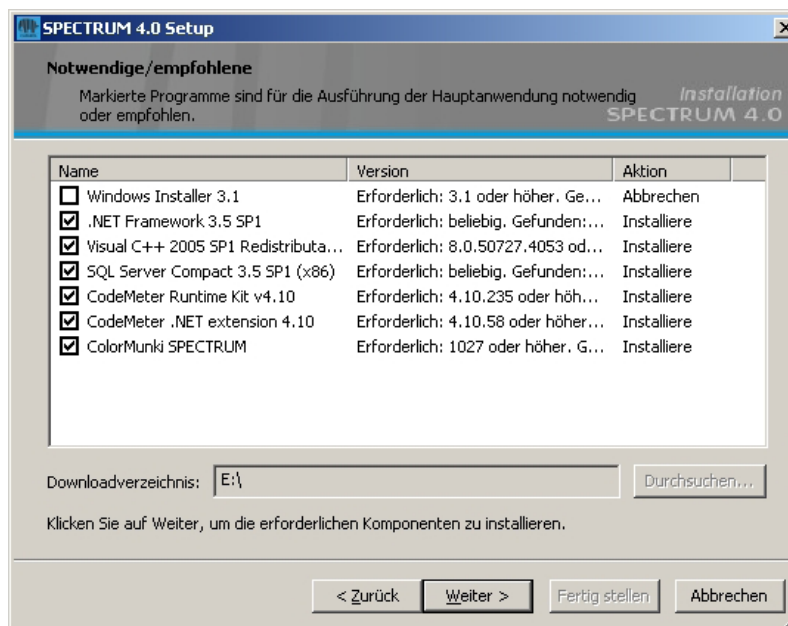 SPECTRUM 4.0 Setup
Notwendige/empfohlene
Markierte Programme sind für die Ausführung der Hauptanwendung notwendig
oder empfohlen.
Installation
SPECTRUM 4.0
Name Version Aktion
Windows Installer 3.1 Erforderlich: 3.1 oder höher. Ge... Abbrechen
.NET Framework 3.5 SP1 Erforderlich: beliebig. Gefunden:... Installiere
Visual C++ 2005 SP1 Redistributa... Erforderlich: 8.0.50727.4053 od... Installiere
SQL Server Compact 3.5 SP1 (x86) Erforderlich: beliebig. Gefunden:... Installiere
CodeMeter Runtime Kit v4.10 Erforderlich: 4.10.235 oder höh... Installiere
CodeMeter .NET extension 4.10 Erforderlich: 4.10.58 oder höher... Installiere
ColorMunki SPECTRUM Erforderlich: 1027 oder höher. G... Installiere
Downloadverzeichnis: E:\ Durchsuchen...
Klicken Sie auf Weiter, um die erforderlichen Komponenten zu installieren.
< Zurück Weiter > Fertig stellen Abbrechen